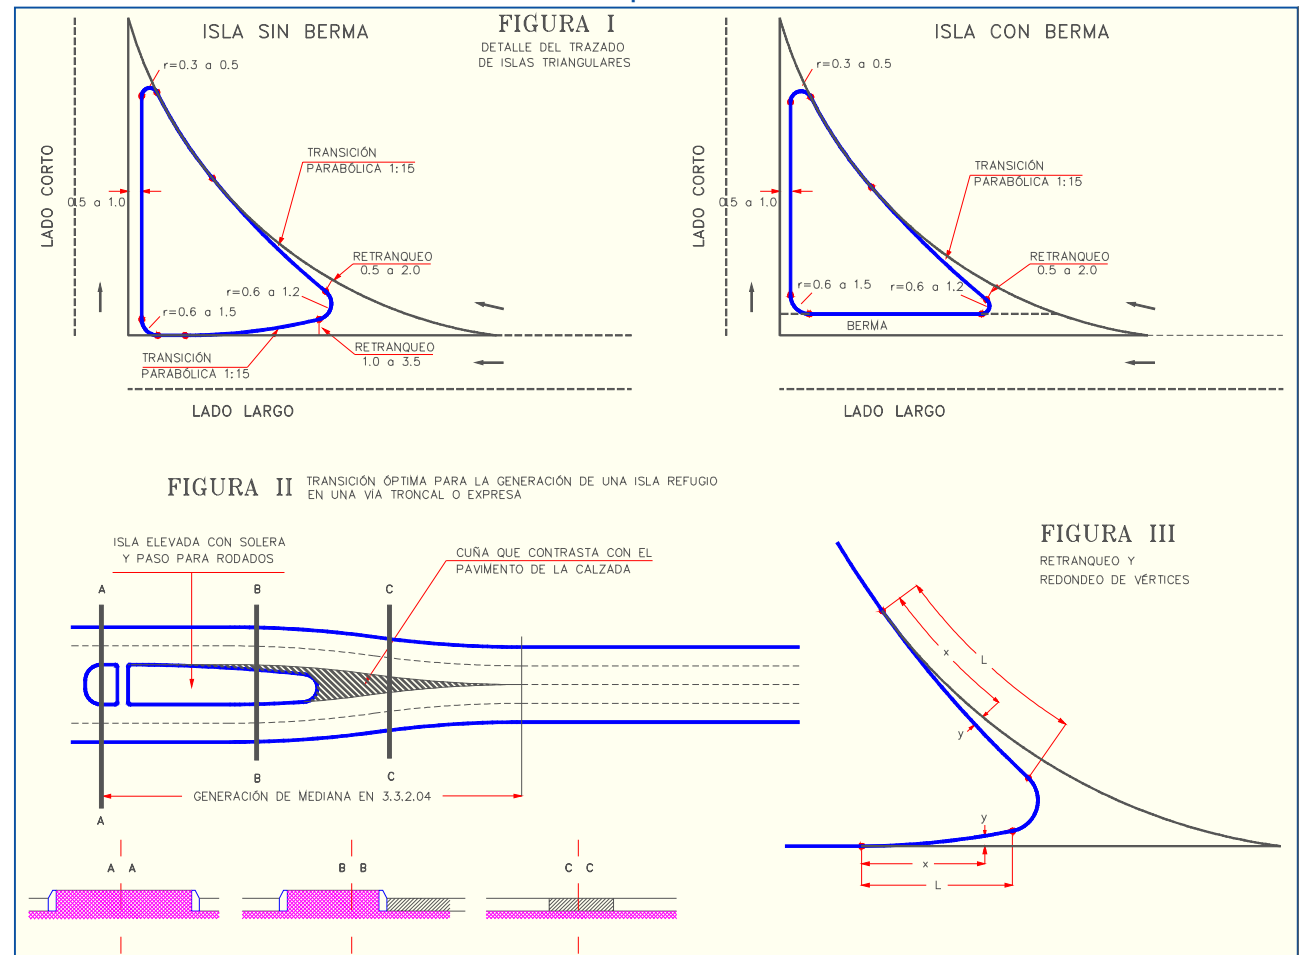 ISLA SIN BERMA
FIGURA I
DETALLE DEL TRAZADO
DE ISLAS TRIANGULARES
r=0.3 a 0.5
LADO CORTO
TRANSICIÓN
PARABÓLICA 1:15
0.5 a 1.0
RETRANQUEO
0.5 a 2.0
r=0.6 a 1.2
r=0.6 a 1.5
RETRANQUEO
1.0 a 3.5
TRANSICIÓN
PARABÓLICA 1:15
LADO LARGO
ISLA CON BERMA
r=0.3 a 0.5
LADO CORTO
TRANSICIÓN
PARABÓLICA 1:15
0.5 a 1.0
RETRANQUEO
0.5 a 2.0
r=0.6 a 1.5
r=0.6 a 1.2
BERMA
LADO LARGO
FIGURA II
TRANSICIÓN ÓPTIMA PARA LA GENERACIÓN DE UNA ISLA REFUGIO
EN UNA VÍA TRONCAL O EXPRESA
ISLA ELEVADA CON SOLERA
Y PASO PARA RODADOS
CUÑA QUE CONTRASTA CON EL
PAVIMENTO DE LA CALZADA
A
B
C
B
C
GENERACIÓN DE MEDIANA EN 3.3.2.04
A
A A
B B
C C
FIGURA III
RETRANQUEO Y
REDONDEO DE VÉRTICES
x
L
y
y
x
L